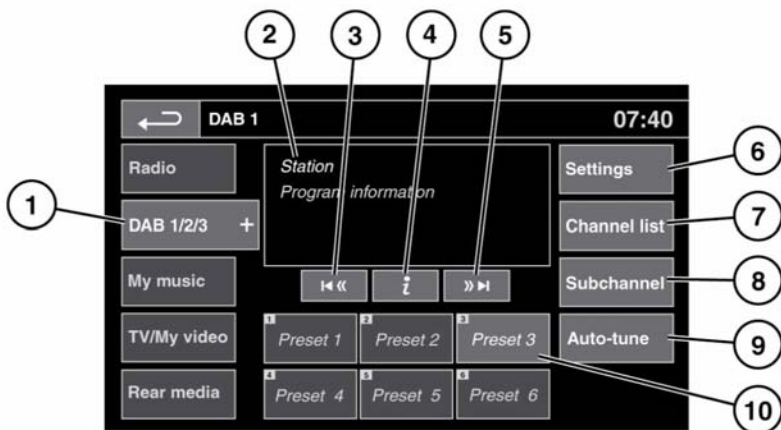 2 3 4 5
DAB 1 07:40
Radio
Station
Program information
Settings
6
1
DAB 1/2/3 +
Channel list
7
My music
i
Subchannel
8
TV/My video
1 Preset 1
2 Preset 2
3 Preset 3
Auto-tune
9
Rear media
4 Preset 4
5 Preset 5
6 Preset 6
10